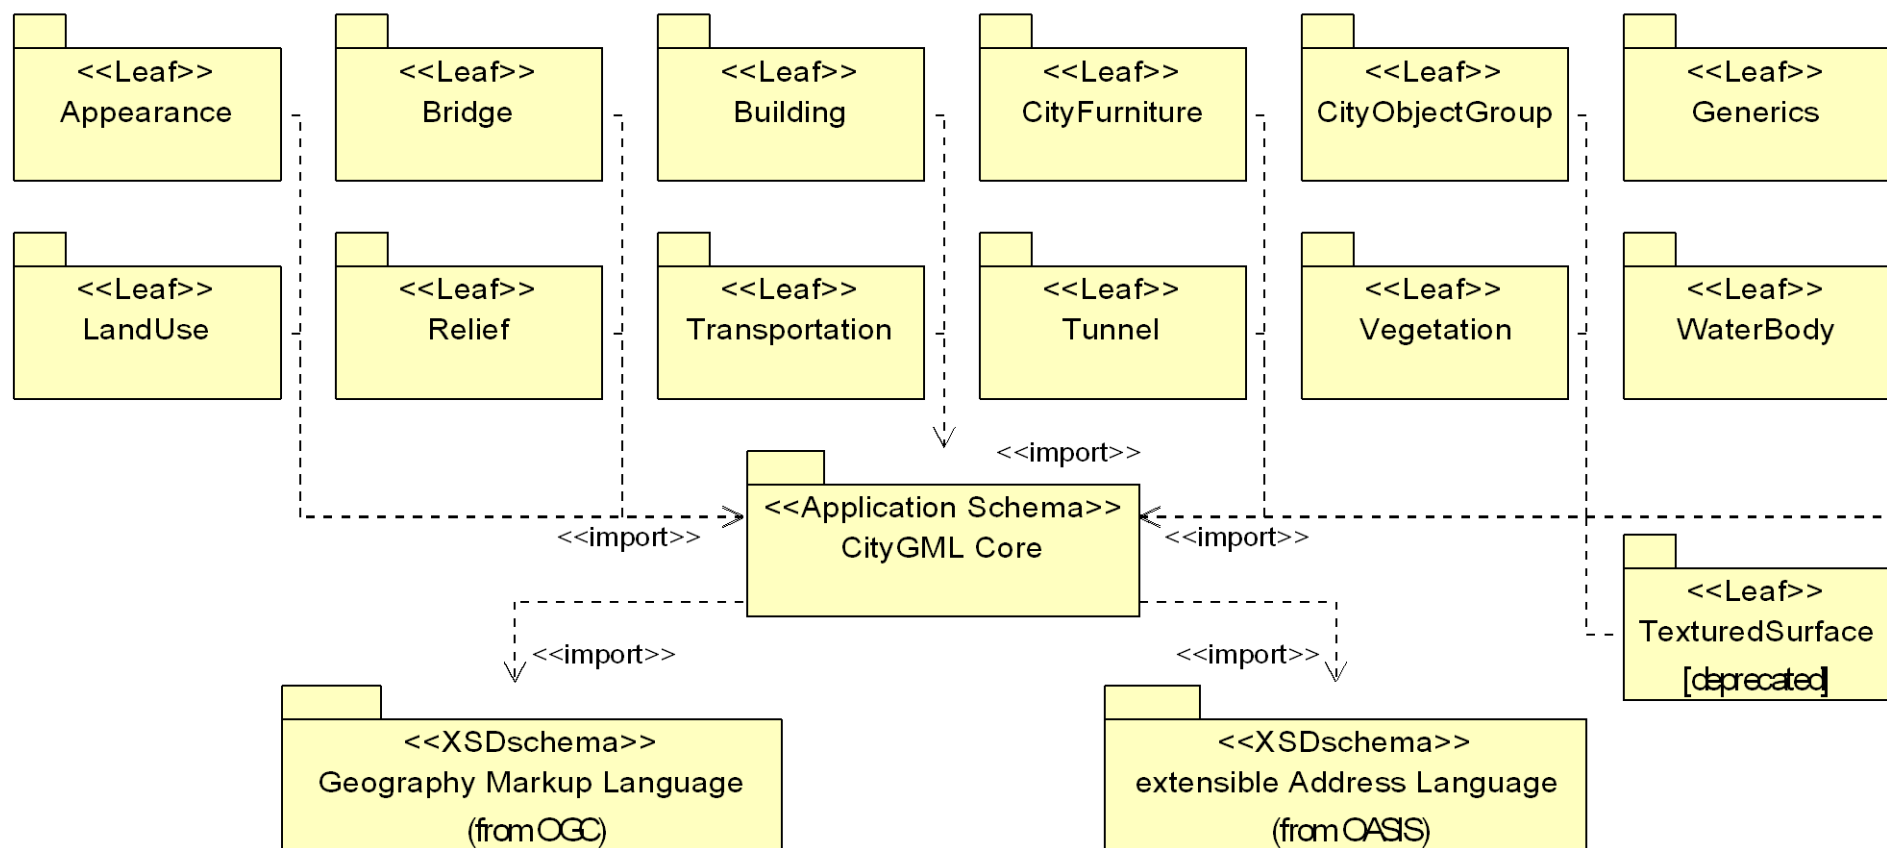 <<Leaf>>
Appearance
<<Leaf>>
Bridge
<<Leaf>>
Building
<<Leaf>>
CityFurniture
<<Leaf>>
CityObjectGroup
<<Leaf>>
Generics
<<Leaf>>
LandUse
<<Leaf>>
Relief
<<Leaf>>
Transportation
<<Leaf>>
Tunnel
<<Leaf>>
Vegetation
<<Leaf>>
WaterBody
<<import>>
<<Application Schema>>
CityGML Core
<<import>>
<<import>>
<<Leaf>>
TexturedSurface
[deprecated]
<<import>>
<<import>>
<<XSDschema>>
Geography Markup Language
(from OGC)
<<XSDschema>>
extensible Address Language
(from OASIS)